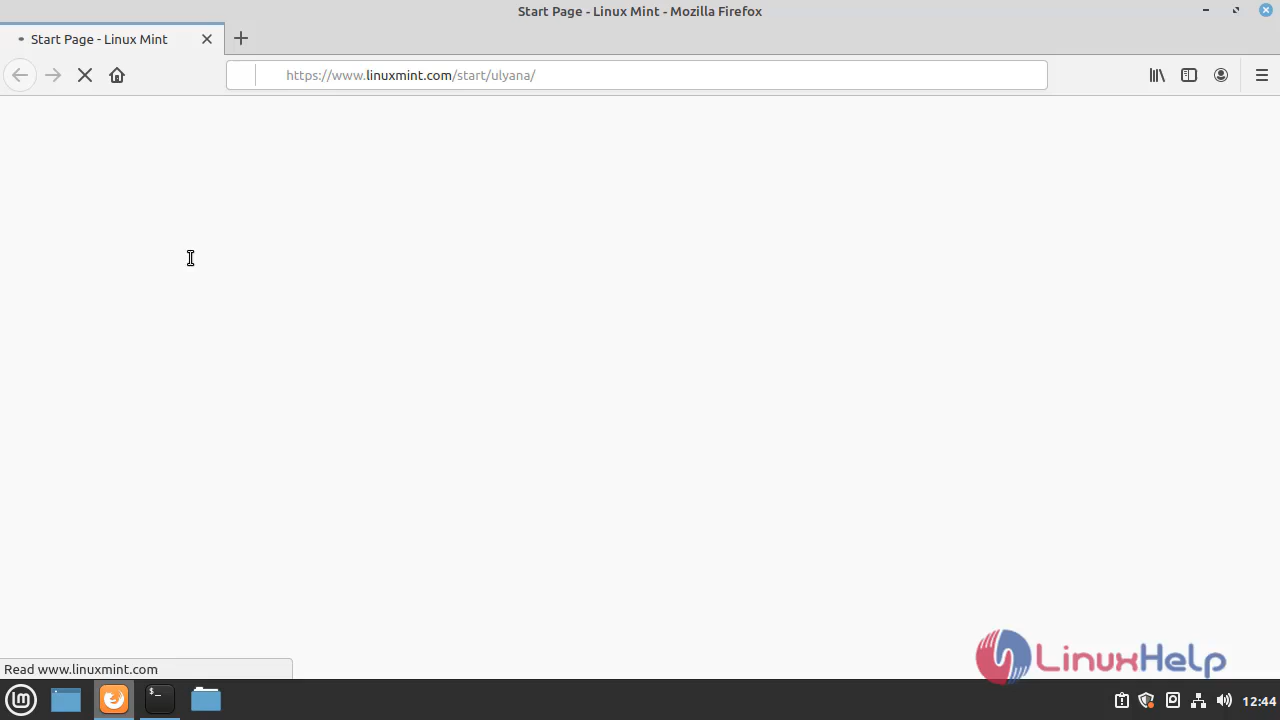 Start Page - Linux Mint - Mozilla Firefox
Start Page - Linux Mint
https://www.linuxmint.com/start/ulyana/
LinuxHelp
Read www.linuxmint.com
$_
12:44